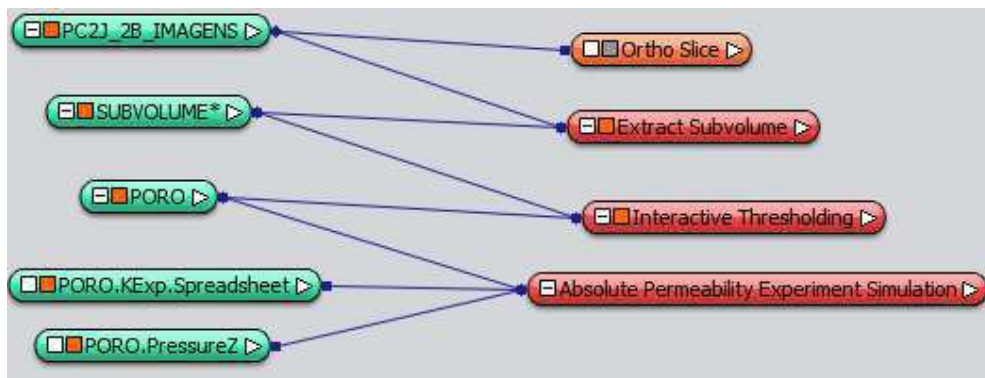 PC2J_2B_IMAGENS
Ortho Slice
SUBVOLUME*
Extract Subvolume
PORO
Interactive Thresholding
PORO.KExp.Spreadsheet
Absolute Permeability Experiment Simulation
PORO.PressureZ